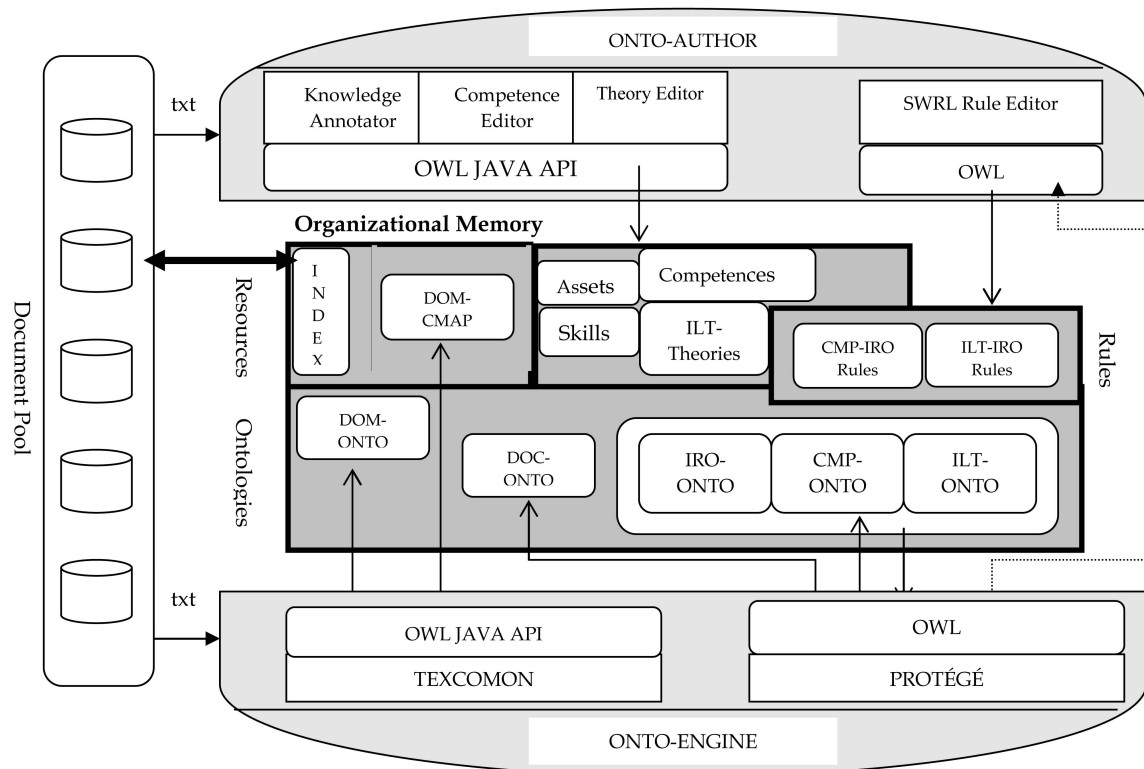 ONTO-AUTHOR
txt
Knowledge
Annotator
Competence
Editor
Theory Editor
SWRL Rule Editor
OWL JAVA API
OWL
Organizational Memory
Document Pool
Resources
I
N
D
E
X
DOM-
CMAP
Assets
Competences
Skills
ILT-
Theories
CMP-IRO
Rules
ILT-IRO
Rules
Rules
Ontologies
DOM-
ONTO
DOC-
ONTO
IRO-
ONTO
CMP-
ONTO
ILT-
ONTO
txt
OWL JAVA API
TEXCOMON
OWL
PROTÉGÉ
ONTO-ENGINE